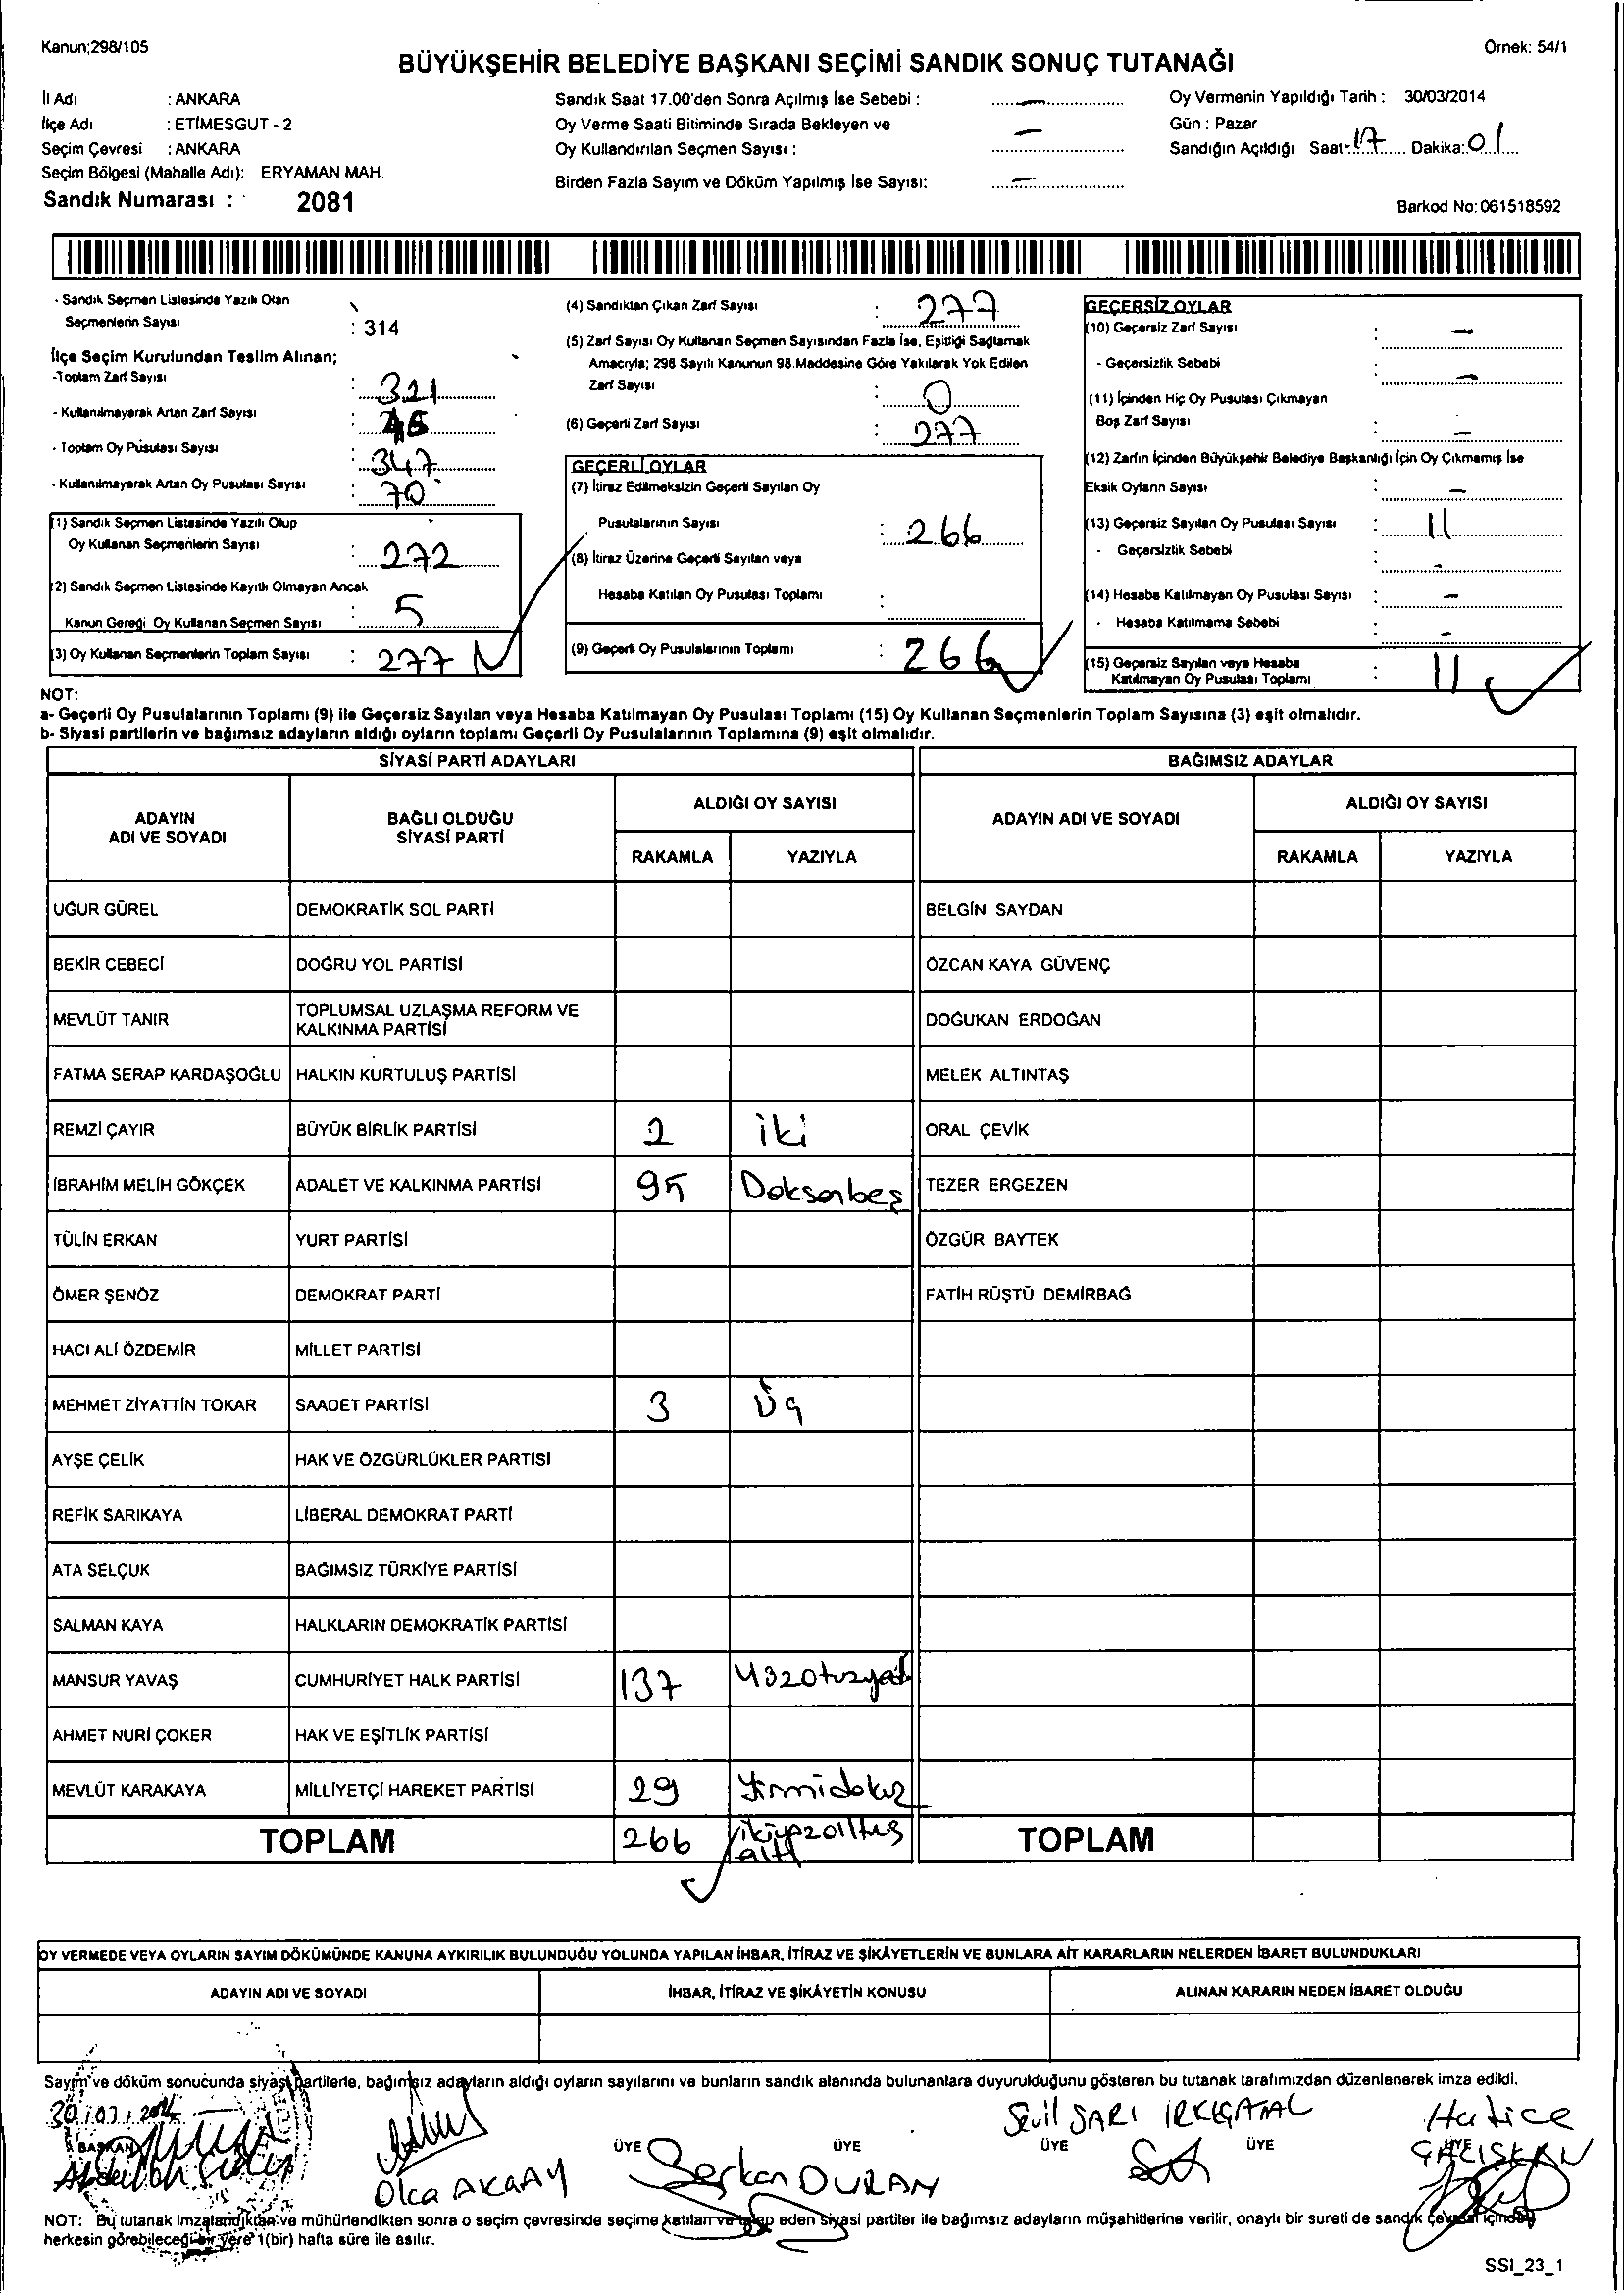 Kanun;298/105
Örnek: 54/1
BÜYÜKŞEHİR BELEDİYE BAŞKANI SEÇİMİ SANDIK SONUÇ TUTANAĞI
İl Adı : ANKARA
İlçe Adı : ETİMESGUT - 2
Seçim Çevresi : ANKARA
Seçim Bölgesi (Mahalle Adı): ERYAMAN MAH.
Sandık Numarası : 2081
Sandık Saat 17.00'den Sonra Açılmış İse Sebebi : —
Oy Verme Saati Bitiminde Sırada Bekleyen ve
Oy Kullandırılan Seçmen Sayısı : —
Birden Fazla Sayım ve Döküm Yapılmış İse Sayısı: —
Oy Vermenin Yapıldığı Tarih : 30/03/2014
Gün : Pazar
Sandığın Açıldığı Saat: 17 Dakika: 01
Barkod No:061518592
- Sandık Seçmen Listesinde Yazılı Olan
Seçmenlerin Sayısı : 314
İlçe Seçim Kurulundan Teslim Alınan;
-Toplam Zarf Sayısı : 321
- Kullanılmayarak Artan Zarf Sayısı :
- Toplam Oy Pusulası Sayısı : 347
- Kullanılmayarak Artan Oy Pusulası Sayısı : 70
(1) Sandık Seçmen Listesinde Yazılı Olup
Oy Kullanan Seçmenlerin Sayısı : 272
(2) Sandık Seçmen Listesinde Kayıtlı Olmayan Ancak
Kanun Gereği Oy Kullanan Seçmen Sayısı : 5
(3) Oy Kullanan Seçmenlerin Toplam Sayısı : 277
(4) Sandıktan Çıkan Zarf Sayısı : 277
(5) Zarf Sayısı Oy Kullanan Seçmen Sayısından Fazla İse, Eşitliği Sağlamak
Amacıyla; 298 Sayılı Kanunun 98.Maddesine Göre Yakılarak Yok Edilen
Zarf Sayısı : 0
(6) Geçerli Zarf Sayısı : 277
GEÇERLİ OYLAR
(7) İtiraz Edilmeksizin Geçerli Sayılan Oy
Pusulalarının Sayısı : 266
(8) İtiraz Üzerine Geçerli Sayılan veya
Hesaba Katılan Oy Pusulası Toplamı :
(9) Geçerli Oy Pusulalarının Toplamı : 266
GEÇERSİZ OYLAR
(10) Geçersiz Zarf Sayısı : —
- Geçersizlik Sebebi : —
(11) İçinden Hiç Oy Pusulası Çıkmayan
Boş Zarf Sayısı : —
(12) Zarfın İçinden Büyükşehir Belediye Başkanlığı İçin Oy Çıkmamış İse
Eksik Oyların Sayısı : —
(13) Geçersiz Sayılan Oy Pusulası Sayısı : 11
- Geçersizlik Sebebi : -
(14) Hesaba Katılmayan Oy Pusulası Sayısı : —
- Hesaba Katılmama Sebebi : -
(15) Geçersiz Sayılan veya Hesaba
Katılmayan Oy Pusulası Toplamı : 11
NOT:
a- Geçerli Oy Pusulalarının Toplamı (9) ile Geçersiz Sayılan veya Hesaba Katılmayan Oy Pusulası Toplamı (15) Oy Kullanan Seçmenlerin Toplam Sayısına (3) eşit olmalıdır.
b- Siyasi partilerin ve bağımsız adayların aldığı oyların toplamı Geçerli Oy Pusulalarının Toplamına (9) eşit olmalıdır.
SİYASİ PARTİ ADAYLARI
BAĞIMSIZ ADAYLAR
ADAYIN
ADI VE SOYADI
BAĞLI OLDUĞU
SİYASİ PARTİ
ALDIĞI OY SAYISI
RAKAMLA YAZIYLA
ADAYIN ADI VE SOYADI
ALDIĞI OY SAYISI
RAKAMLA YAZIYLA
UĞUR GÜREL DEMOKRATİK SOL PARTİ BELGİN SAYDAN
BEKİR CEBECİ DOĞRU YOL PARTİSİ ÖZCAN KAYA GÜVENÇ
MEVLÜT TANIR TOPLUMSAL UZLAŞMA REFORM VE
KALKINMA PARTİSİ DOĞUKAN ERDOĞAN
FATMA SERAP KARDAŞOĞLU HALKIN KURTULUŞ PARTİSİ MELEK ALTINTAŞ
REMZİ ÇAYIR BÜYÜK BİRLİK PARTİSİ 2 iki ORAL ÇEVİK
İBRAHİM MELİH GÖKÇEK ADALET VE KALKINMA PARTİSİ 95 Doksanbeş TEZER ERGEZEN
TÜLİN ERKAN YURT PARTİSİ ÖZGÜR BAYTEK
ÖMER ŞENÖZ DEMOKRAT PARTİ FATİH RÜŞTÜ DEMİRBAĞ
HACI ALİ ÖZDEMİR MİLLET PARTİSİ
MEHMET ZİYATTİN TOKAR SAADET PARTİSİ 3 Üç
AYŞE ÇELİK HAK VE ÖZGÜRLÜKLER PARTİSİ
REFİK SARIKAYA LİBERAL DEMOKRAT PARTİ
ATA SELÇUK BAĞIMSIZ TÜRKİYE PARTİSİ
SALMAN KAYA HALKLARIN DEMOKRATİK PARTİSİ
MANSUR YAVAŞ CUMHURİYET HALK PARTİSİ 137
AHMET NURİ ÇOKER HAK VE EŞİTLİK PARTİSİ
MEVLÜT KARAKAYA MİLLİYETÇİ HAREKET PARTİSİ 29 Yirmidokuz
TOPLAM 266 TOPLAM
OY VERMEDE VEYA OYLARIN SAYIM DÖKÜMÜNDE KANUNA AYKIRILIK BULUNDUĞU YOLUNDA YAPILAN İHBAR, İTİRAZ VE ŞİKÂYETLERİN VE BUNLARA AİT KARARLARIN NELERDEN İBARET BULUNDUKLARI
ADAYIN ADI VE SOYADI İHBAR, İTİRAZ VE ŞİKÂYETİN KONUSU ALINAN KARARIN NEDEN İBARET OLDUĞU
Sayım ve döküm sonucunda siyasi partilerle, bağımsız adayların aldığı oyların sayılarını ve bunların sandık alanında bulunanlara duyurulduğunu gösteren bu tutanak tarafımızdan düzenlenerek imza edildi.
30/03/2014 Sevil SARI Hatice
BAŞKAN ÜYE ÜYE ÜYE ÜYE ÜYE ÇALIŞKAN
Olca AKAAY Serkan DURAN
NOT: Bu tutanak imzalandıktan ve mühürlendikten sonra o seçim çevresinde seçime katılan ve takip eden siyasi partiler ile bağımsız adayların müşahitlerine verilir, onaylı bir sureti de sandık çevresi içinde
herkesin görebileceği bir yere 1(bir) hafta süre ile asılır.
SSI_23_1